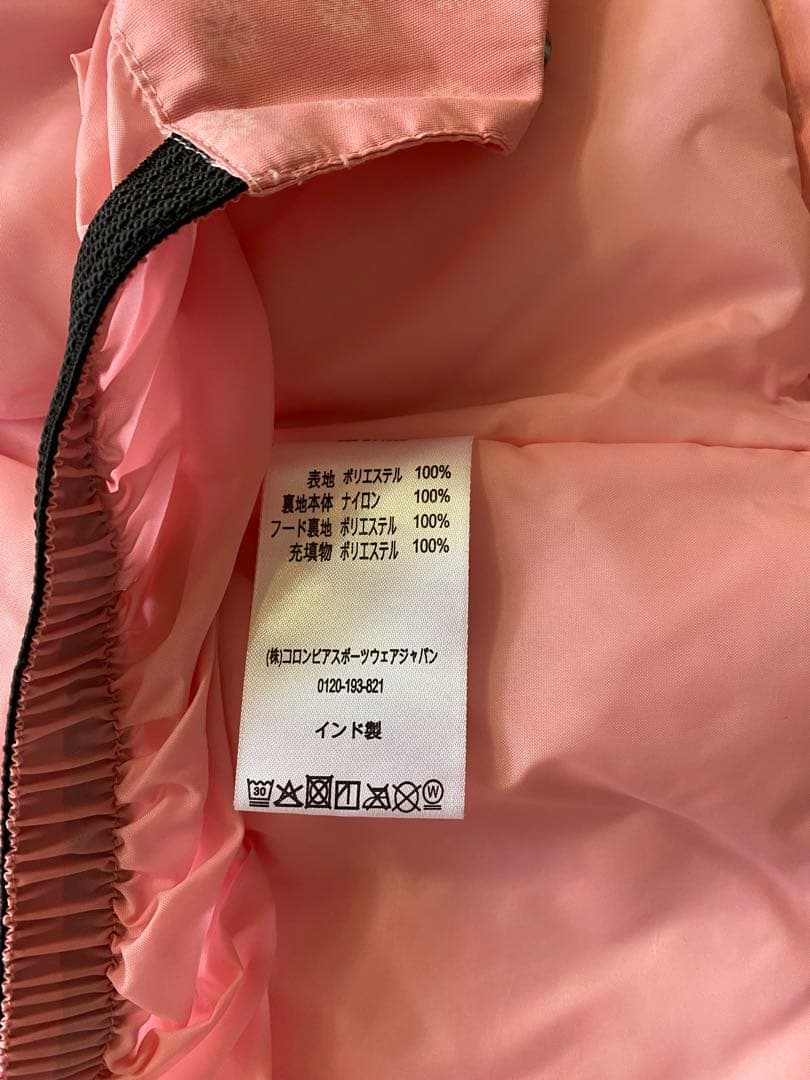 表地 ポリエステル 100%
裏地本体 ナイロン 100%
フード裏地 ポリエステル 100%
充填物 ポリエステル 100%
(株)コロンビアスポーツウェアジャパン
0120-193-821
インド製
30 W